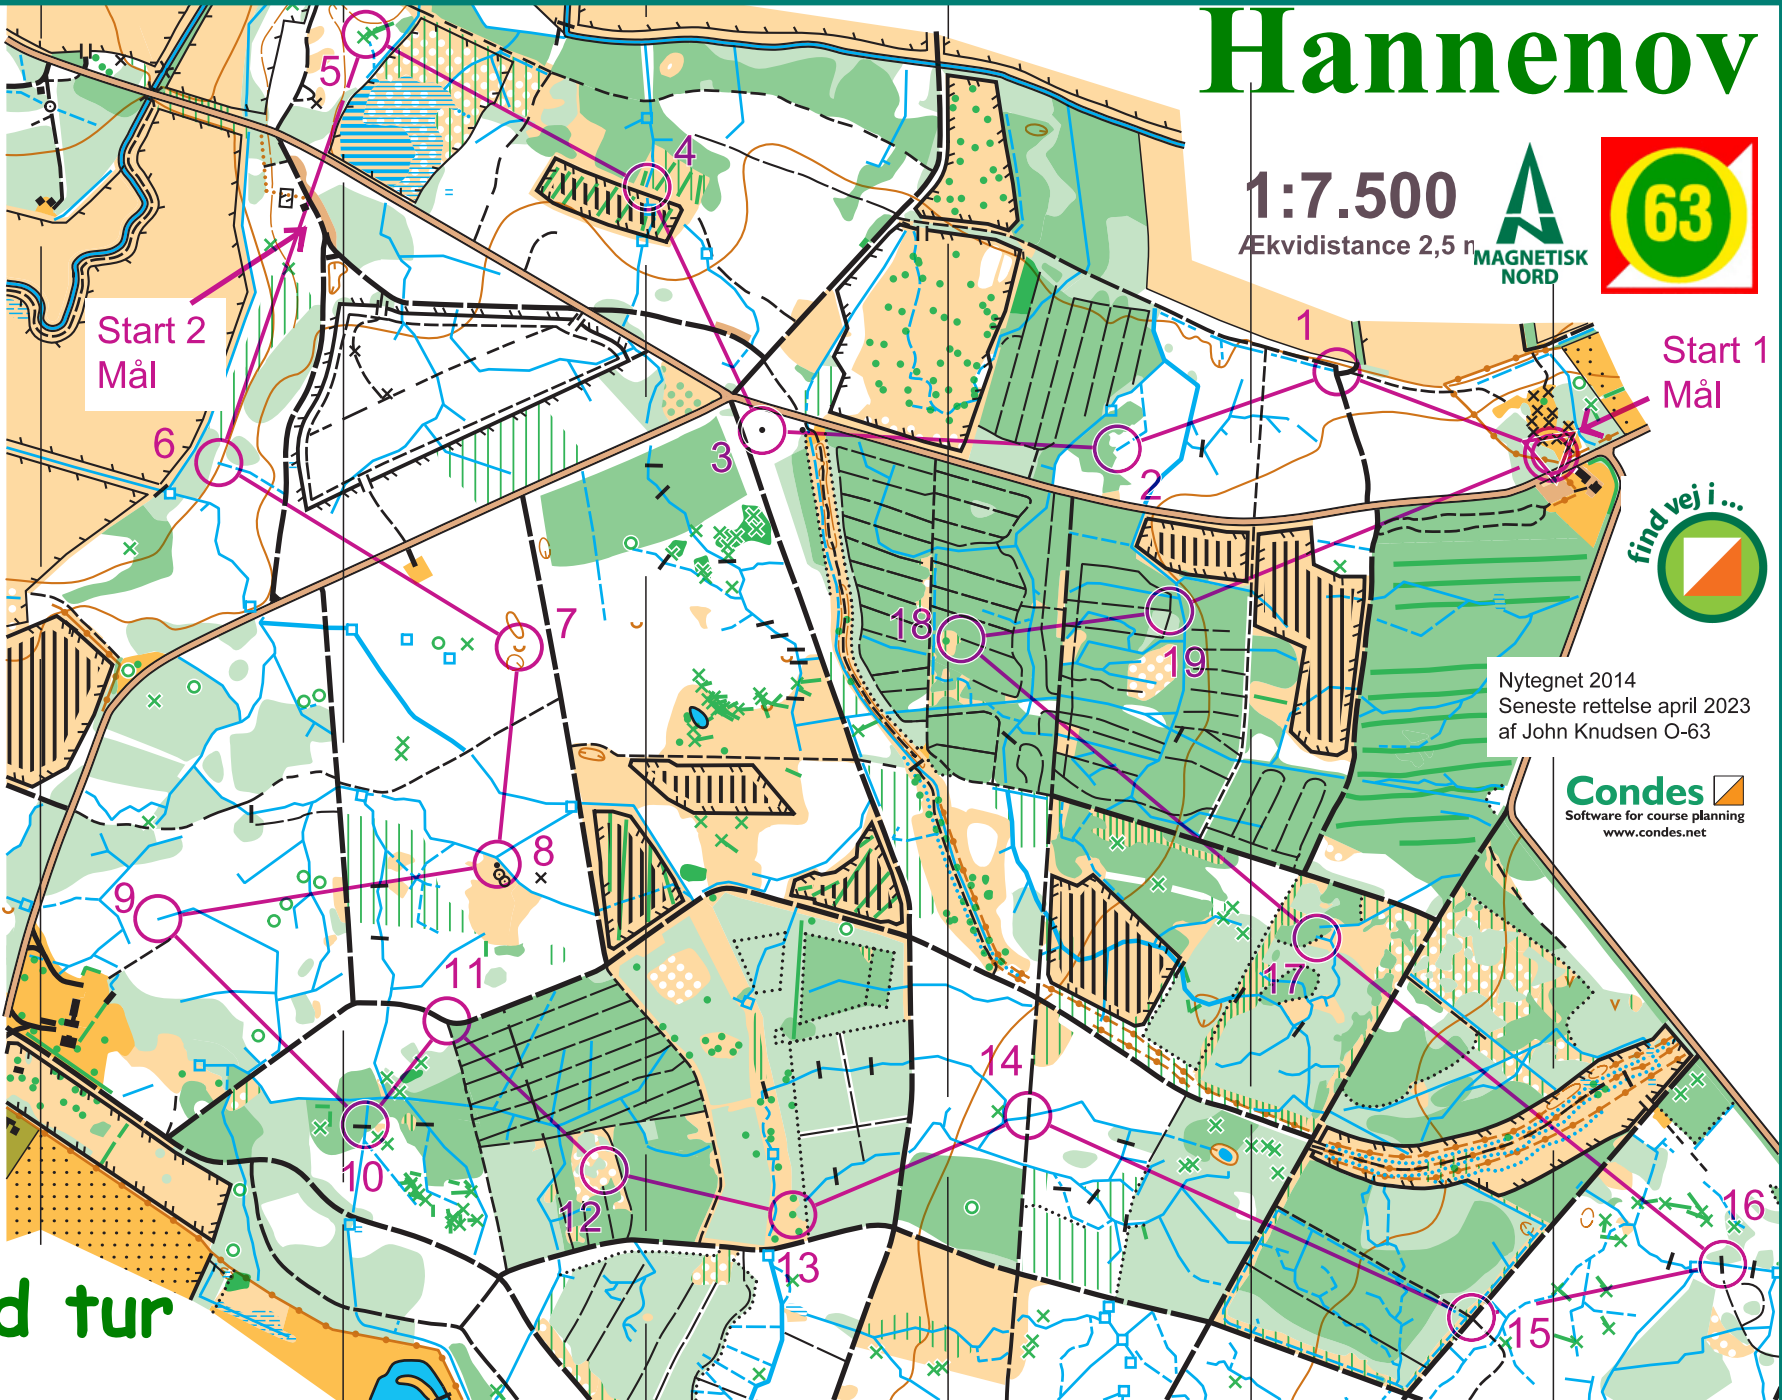 Hannenov
1:7.500
Ækvidistance 2,5 m
MAGNETISK
NORD
63
Start 1
Mål
Start 2
Mål
find vej i ...
Nytegnet 2014
Seneste rettelse april 2023
af John Knudsen O-63
Condes
Software for course planning
www.condes.net
d tur
1
2
3
4
5
6
7
8
9
10
11
12
13
14
15
16
17
18
19